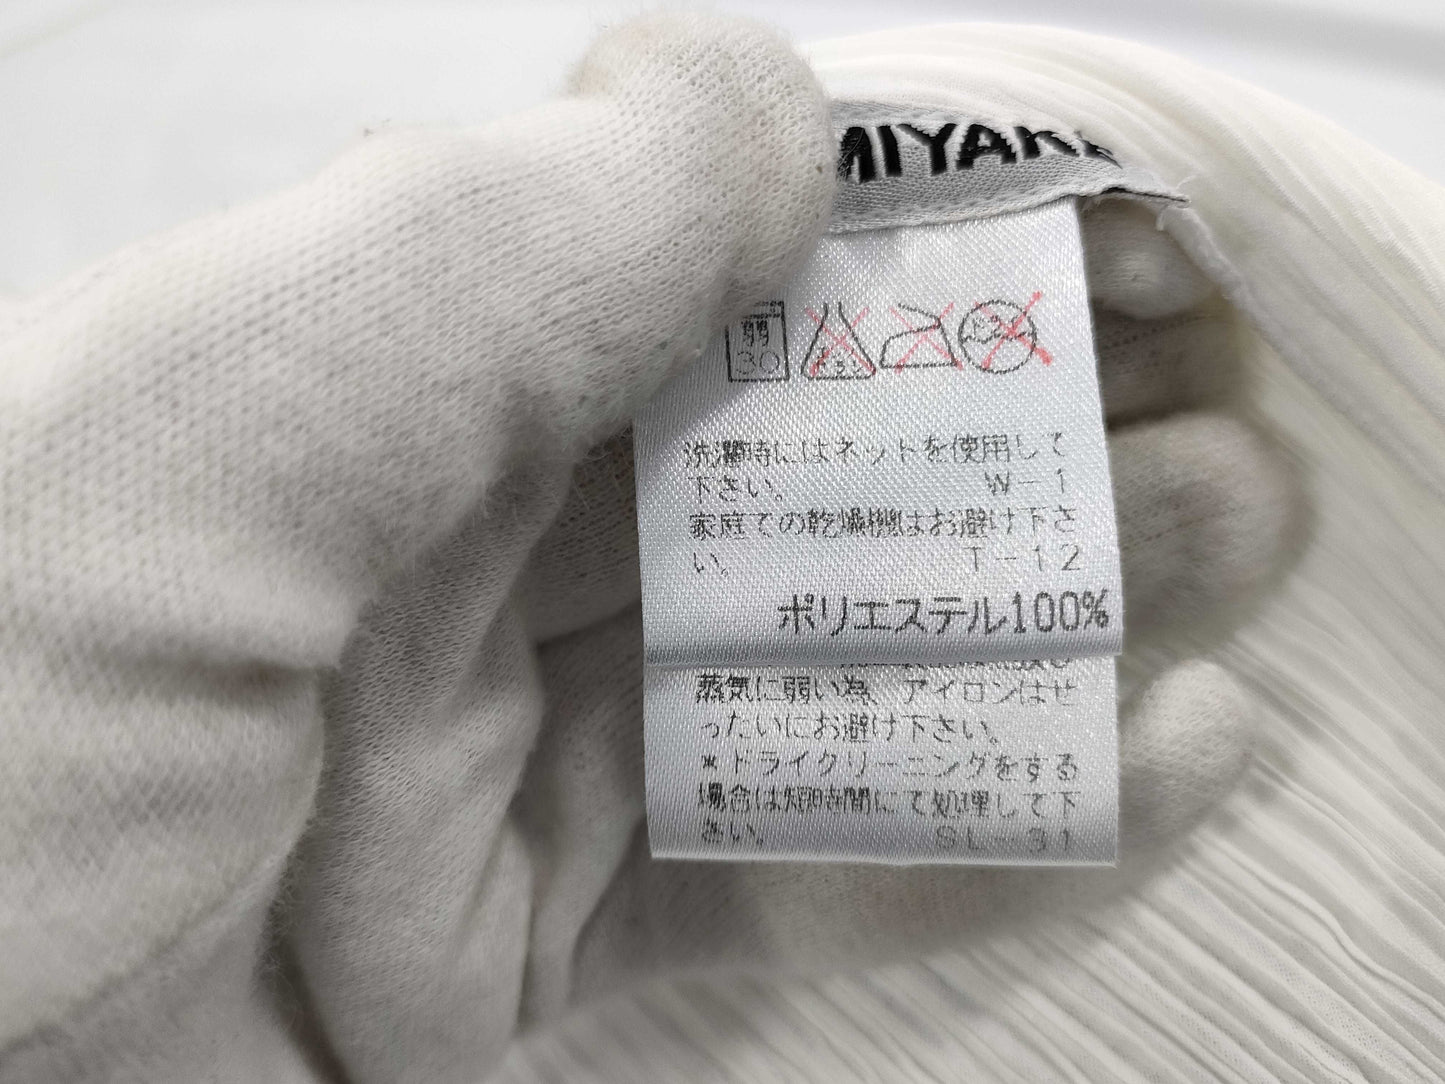 MIYAKE
弱
30
洗濯時にはネットを使用して
下さい。 W-1
家庭での乾燥機はお避け下さ
い。 T-12
ポリエステル100%
蒸気に弱い為、アイロンはぜ
ったいにお避け下さい。
*ドライクリーニングをする
場合は短時間にて処理して下
さい。 SL-31